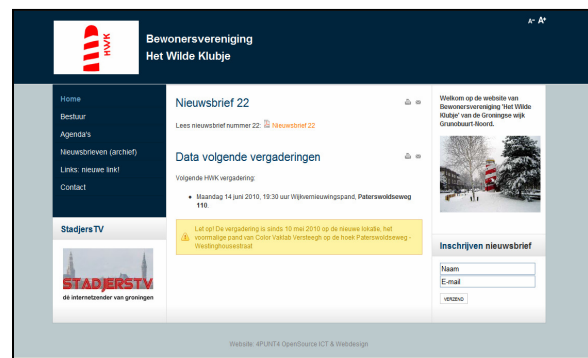 A- A+
HWK
Bewonersvereniging
Het Wilde Klubje
Home
Bestuur
Agenda's
Nieuwsbrieven (archief)
Links: nieuwe link!
Contact
StadjersTV
STADJERSTV
dé internetzender van groningen
Nieuwsbrief 22
Lees nieuwsbrief nummer 22: Nieuwsbrief 22
Data volgende vergaderingen
Volgende HWK vergadering:
• Maandag 14 juni 2010, 19:30 uur Wijkvernieuwingspand, Paterswoldseweg
110.
Let op! De vergadering is sinds 10 mei 2010 op de nieuwe lokatie, het
voormalige pand van Color Vaklab Versteegh op de hoek Paterswoldseweg -
Westinghousestraat
Welkom op de website van
Bewonersvereniging 'Het Wilde
Klubje' van de Groningse wijk
Grunobuurt-Noord.
Inschrijven nieuwsbrief
Naam
E-mail
VERZEND
Website: 4PUNT4 OpenSource ICT & Webdesign